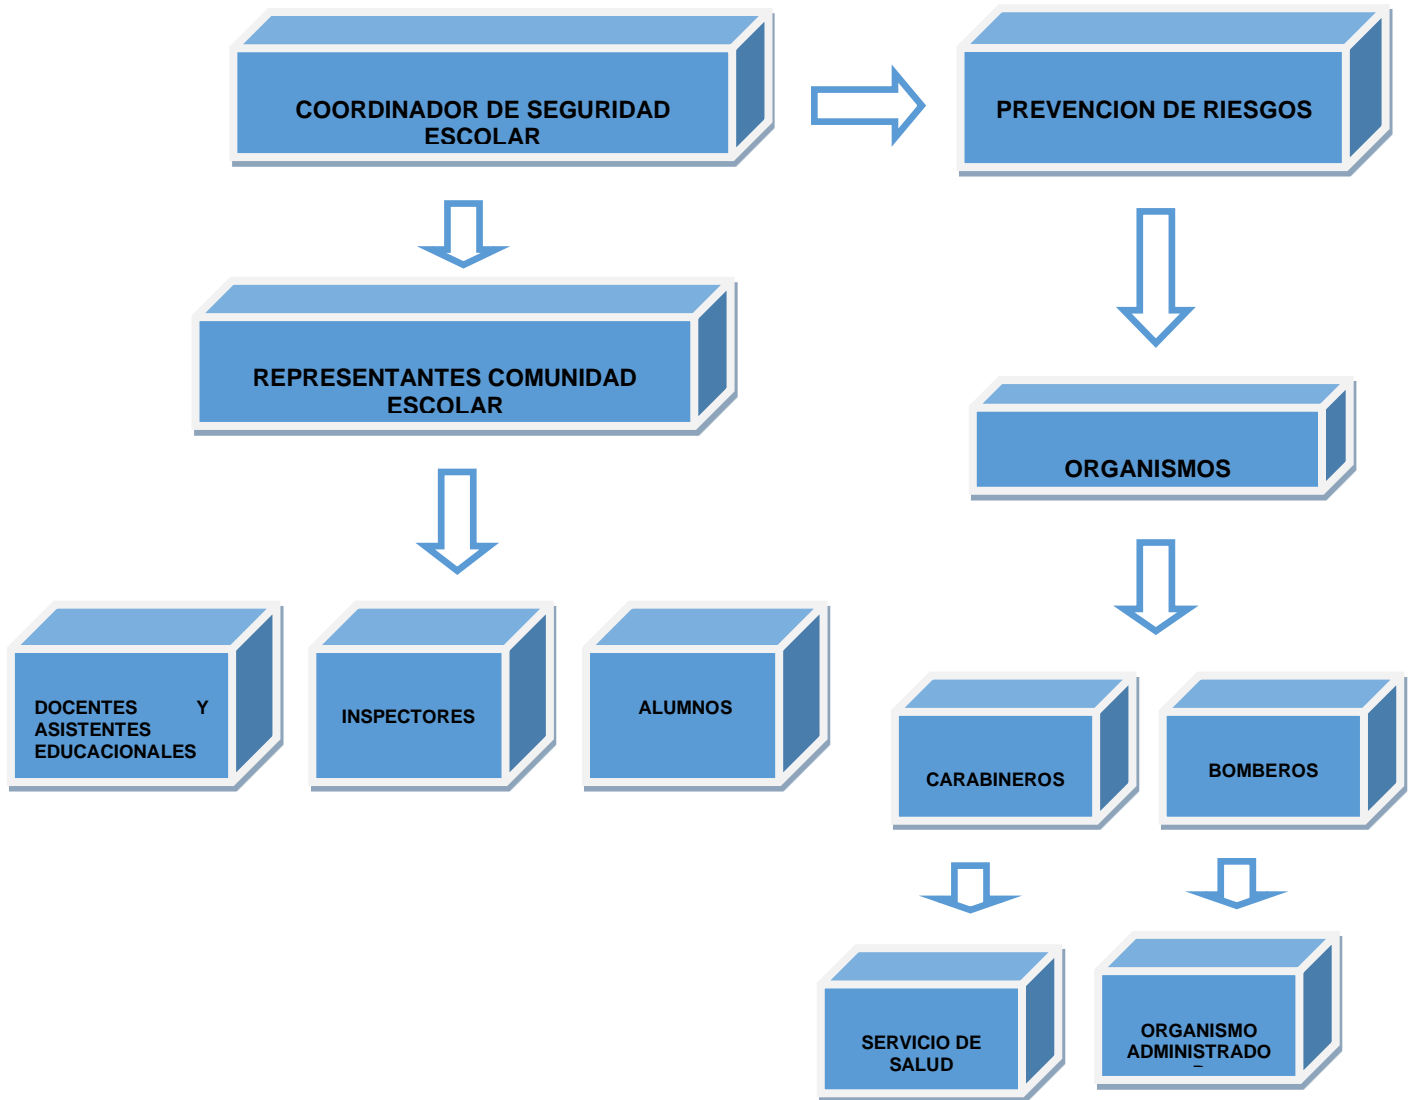 COORDINADOR DE SEGURIDAD
ESCOLAR
PREVENCION DE RIESGOS
REPRESENTANTES COMUNIDAD
ESCOLAR
ORGANISMOS
DOCENTES Y
ASISTENTES
EDUCACIONALES
INSPECTORES
ALUMNOS
CARABINEROS
BOMBEROS
SERVICIO DE
SALUD
ORGANISMO
ADMINISTRADO